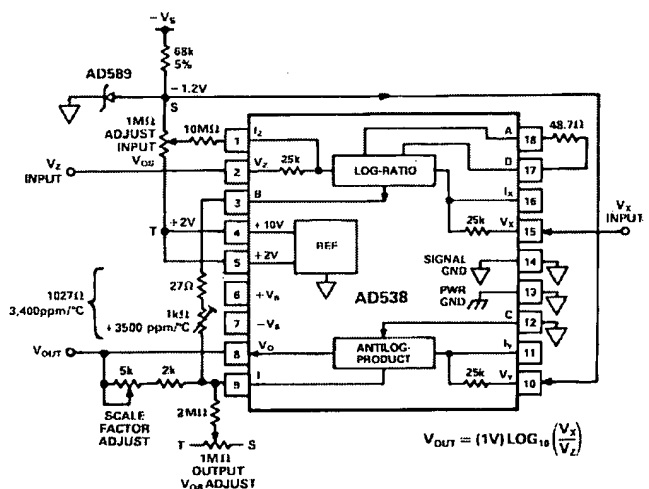 −VS
68k
5%
AD589
−1.2V
S
1MΩ
ADJUST
INPUT
VOS
10MΩ
1
IZ
VZ
INPUT
2
VZ
25k
LOG-RATIO
3
B
A
18
48.7Ω
D
17
IX
16
25k
VX
15
VX
INPUT
T
+2V
4
+10V
5
+2V
REF
SIGNAL
GND
14
PWR
GND
13
27Ω
1027Ω
3,400ppm/°C
1kΩ
+3500 ppm/°C
6
7
AD538
C
12
VOUT
8
VO
ANTILOG-
PRODUCT
IY
11
5k
2k
9
I
25k
VY
10
SCALE
FACTOR
ADJUST
2MΩ
T
S
1MΩ
OUTPUT
VOS ADJUST
VOUT = (1V) LOG10 (VX/VZ)